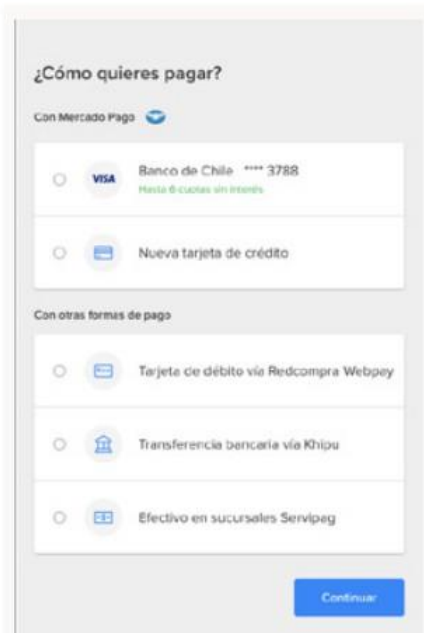 ¿Cómo quieres pagar?
Con Mercado Pago
VISA
Banco de Chile **** 3788
Hasta 6 cuotas sin interés
Nueva tarjeta de crédito
Con otras formas de pago
Tarjeta de débito vía Redcompra Webpay
Transferencia bancaria vía Khipu
Efectivo en sucursales Servipag
Continuar